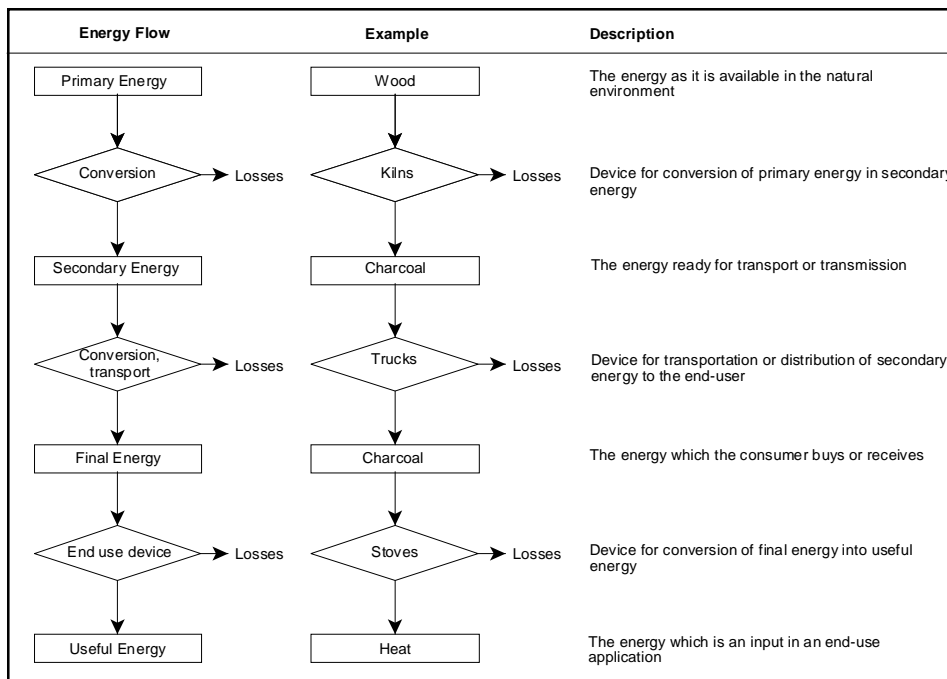 Energy Flow Example Description
Primary Energy Wood The energy as it is available in the natural
environment
Conversion Losses Kilns Losses Device for conversion of primary energy in secondary
energy
Secondary Energy Charcoal The energy ready for transport or transmission
Conversion,
transport Losses Trucks Losses Device for transportation or distribution of secondary
energy to the end-user
Final Energy Charcoal The energy which the consumer buys or receives
End use device Losses Stoves Losses Device for conversion of final energy into useful
energy
Useful Energy Heat The energy which is an input in an end-use
application